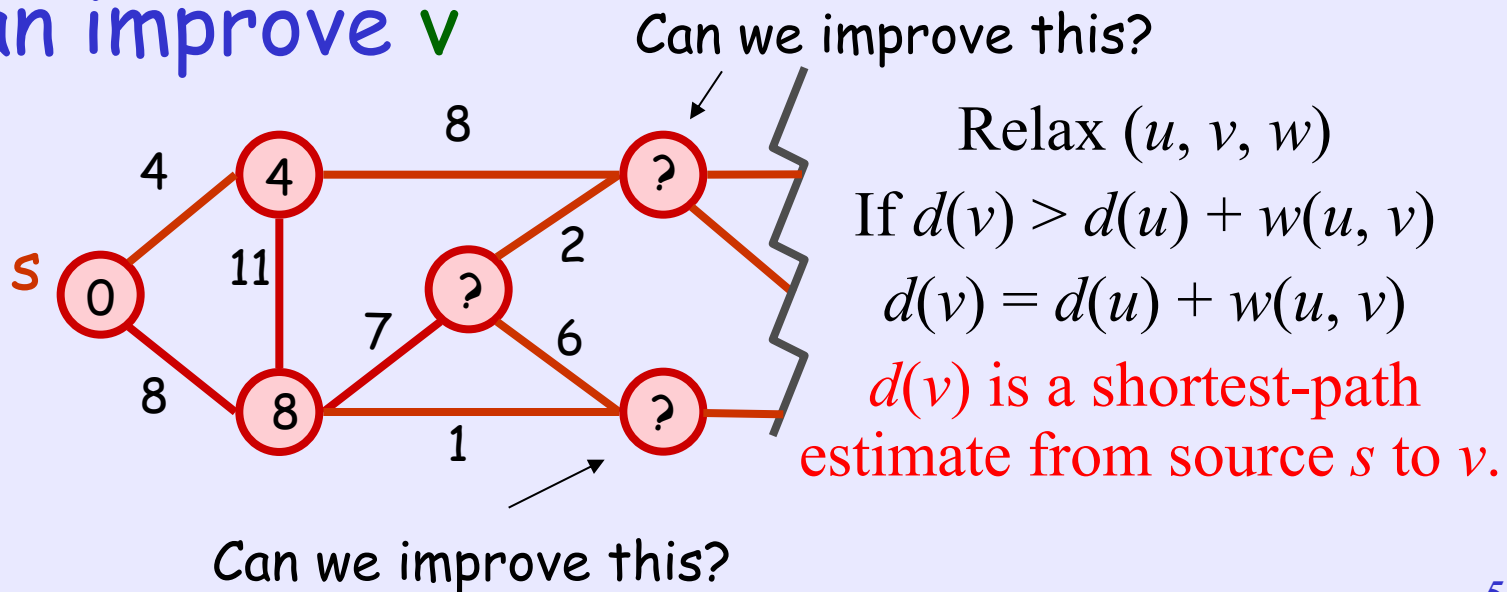 an improve v
Can we improve this?
8
4
4
?
Relax (u, v, w)
If d(v) > d(u) + w(u, v)
s
0
11
?
2
d(v) = d(u) + w(u, v)
7
6
8
8
?
1
d(v) is a shortest-path
estimate from source s to v.
Can we improve this?